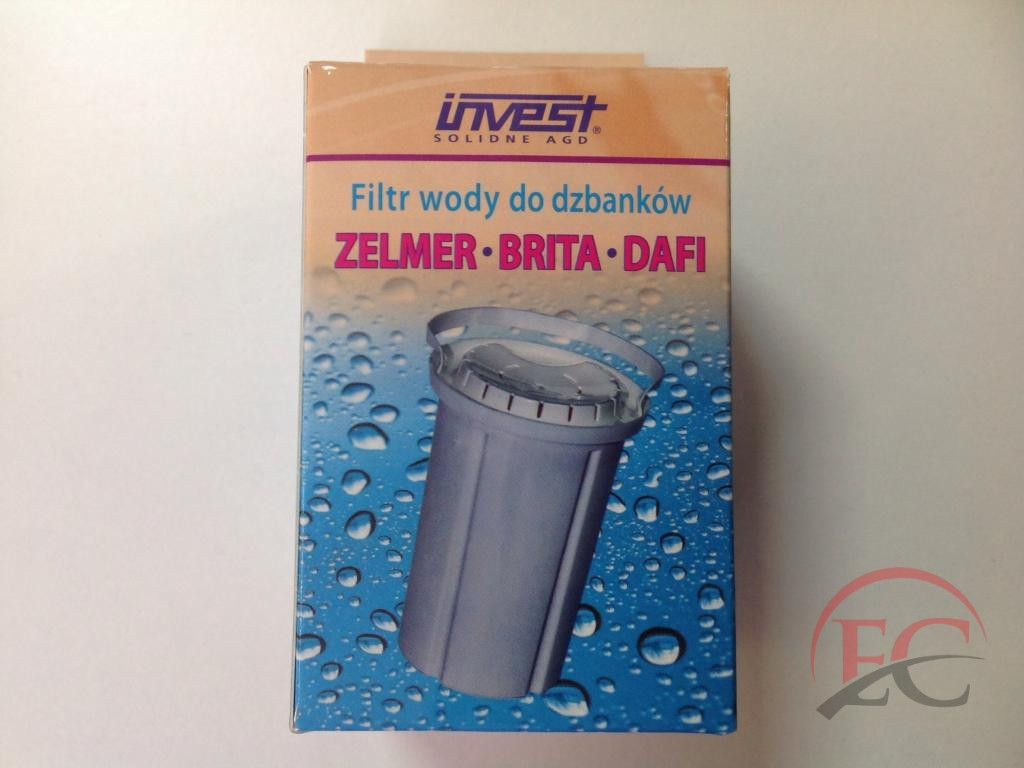 invest®
SOLIDNE AGD
Filtr wody do dzbanków
ZELMER • BRITA • DAFI
EC